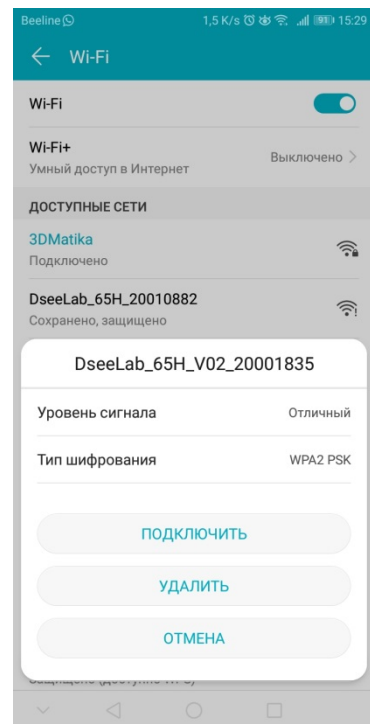 Beeline 1,5 K/s 91 15:29
Wi-Fi
Wi-Fi
Wi-Fi+
Умный доступ в Интернет
Выключено
ДОСТУПНЫЕ СЕТИ
3DMatika
Подключено
DseeLab_65H_20010882
Сохранено, защищено
DseeLab_65H_V02_20001835
Уровень сигнала Отличный
Тип шифрования WPA2 PSK
ПОДКЛЮЧИТЬ
УДАЛИТЬ
ОТМЕНА